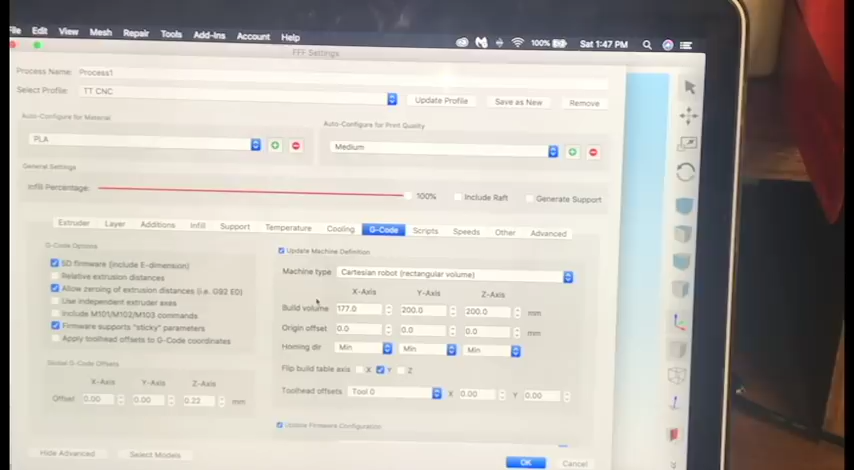 File Edit View Mesh Repair Tools Add-Ins Account Help 100% Sat 1:47 PM
FFF Settings
Process Name: Process1
Select Profile: TT CNC Update Profile Save as New Remove
Auto-Configure for Material Auto-Configure for Print Quality
PLA Medium
General Settings
Infill Percentage: 100% Include Raft Generate Support
Extruder Layer Additions Infill Support Temperature Cooling G-Code Scripts Speeds Other Advanced
G-Code Options
5D firmware (include E-dimension)
Relative extrusion distances
Allow zeroing of extrusion distances (i.e. G92 E0)
Use independent extruder axes
Include M101/M102/M103 commands
Firmware supports "sticky" parameters
Apply toolhead offsets to G-Code coordinates
Global G-Code Offsets
X-Axis Y-Axis Z-Axis
Offset 0.00 0.00 0.22 mm
Update Machine Definition
Machine type Cartesian robot (rectangular volume)
X-Axis Y-Axis Z-Axis
Build volume 177.0 200.0 200.0 mm
Origin offset 0.0 0.0 0.0 mm
Homing dir Min Min Min
Flip build table axis X Y Z
Toolhead offsets Tool 0 X 0.00 Y 0.00
Update Firmware Configuration
Hide Advanced Select Models OK Cancel